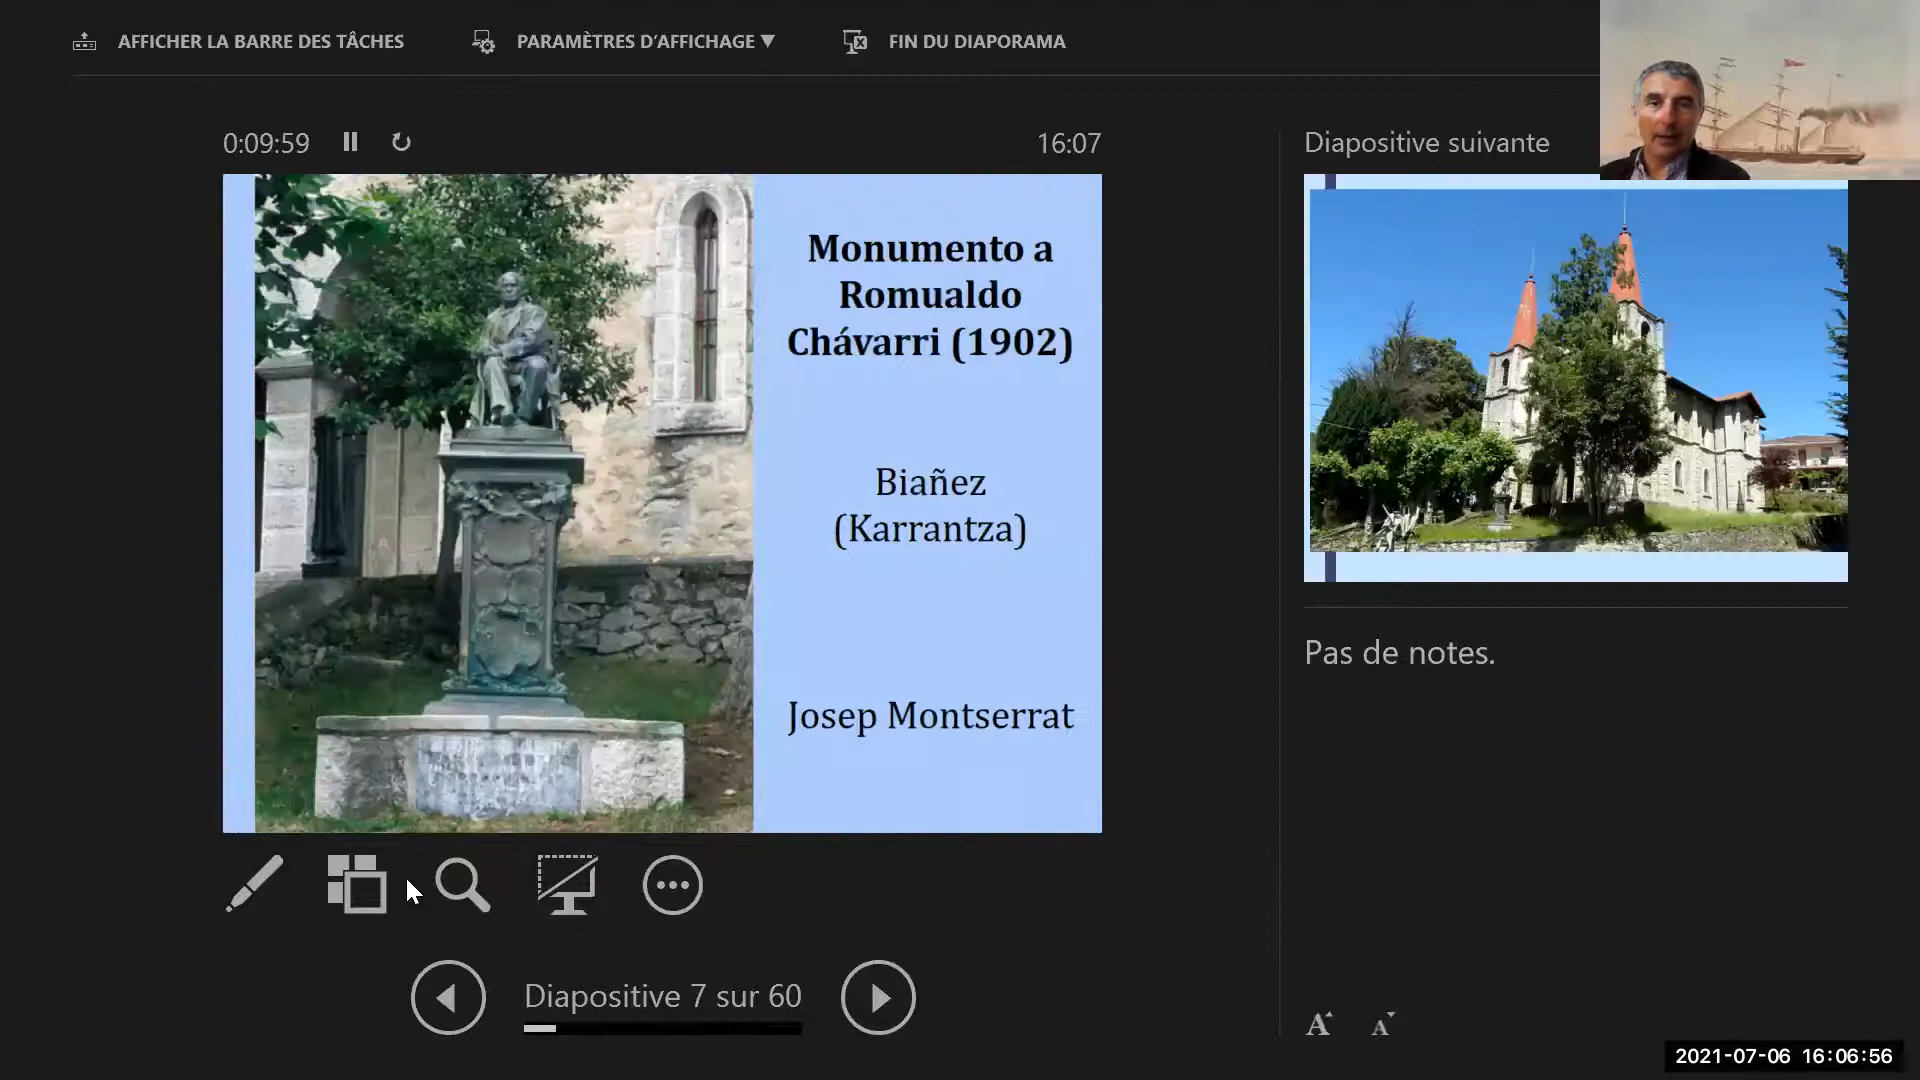 AFFICHER LA BARRE DES TÂCHES
PARAMÈTRES D'AFFICHAGE ▼
FIN DU DIAPORAMA
0:09:59
16:07
Diapositive suivante
Monumento a
Romualdo
Chávarri (1902)
Biañez
(Karrantza)
Josep Montserrat
Pas de notes.
Diapositive 7 sur 60
A
A
2021-07-06 16:06:56